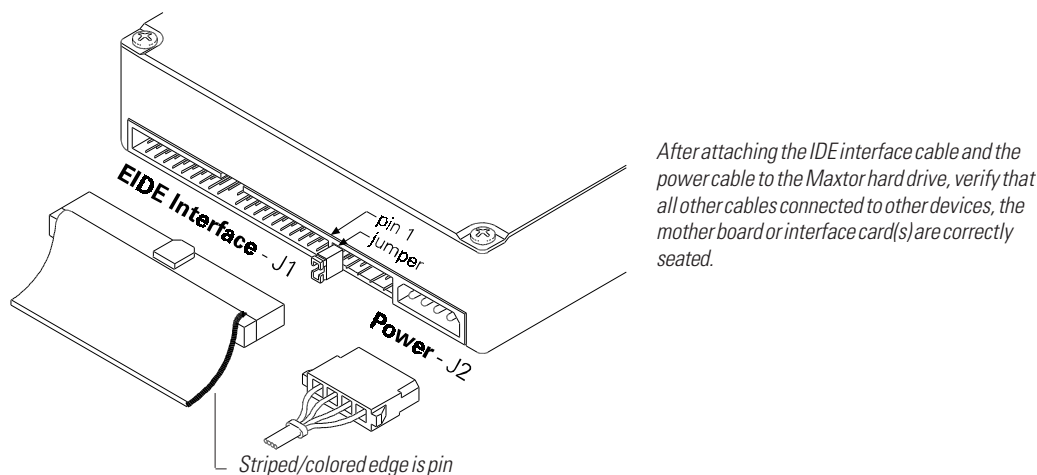 EIDE Interface - J1
pin 1
jumper
Power - J2
Striped/colored edge is pin
After attaching the IDE interface cable and the
power cable to the Maxtor hard drive, verify that
all other cables connected to other devices, the
mother board or interface card(s) are correctly
seated.